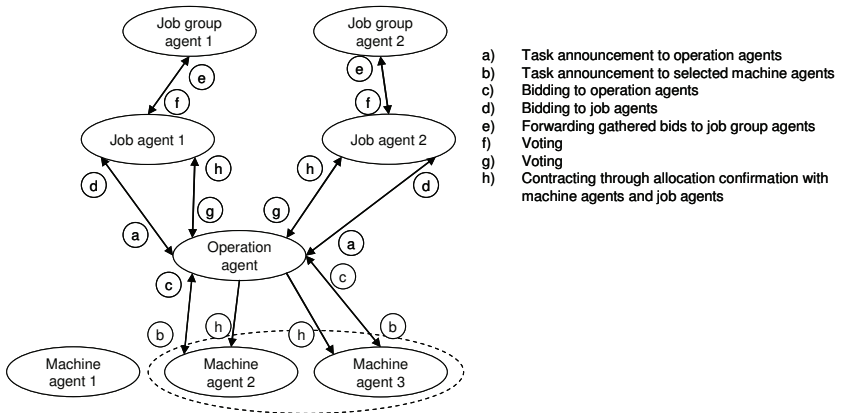 Job group
agent 1
Job group
agent 2
e
e
f
f
Job agent 1
Job agent 2
h
h
d
d
g
g
a
a
Operation
agent
c
c
b
h
h
b
Machine
agent 1
Machine
agent 2
Machine
agent 3
a) Task announcement to operation agents
b) Task announcement to selected machine agents
c) Bidding to operation agents
d) Bidding to job agents
e) Forwarding gathered bids to job group agents
f) Voting
g) Voting
h) Contracting through allocation confirmation with
machine agents and job agents